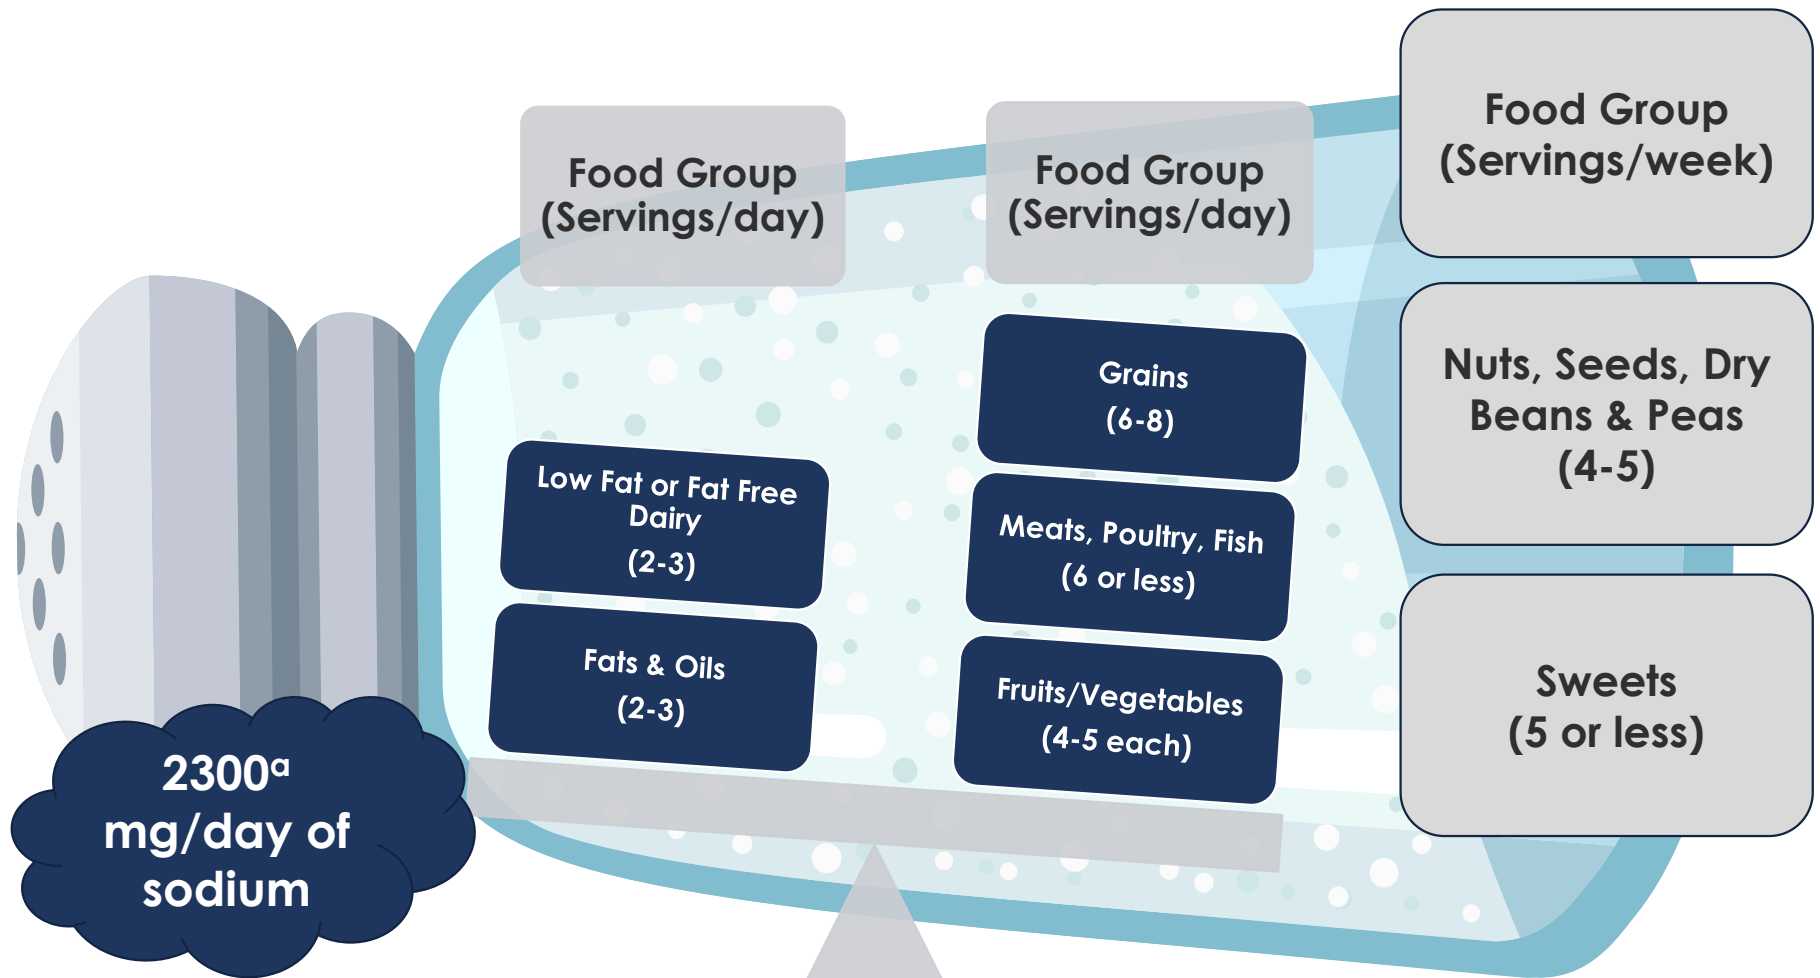 Food Group
(Servings/day)
Low Fat or Fat Free
Dairy
(2-3)
Fats & Oils
(2-3)
Food Group
(Servings/day)
Grains
(6-8)
Meats, Poultry, Fish
(6 or less)
Fruits/Vegetables
(4-5 each)
Food Group
(Servings/week)
Nuts, Seeds, Dry
Beans & Peas
(4-5)
Sweets
(5 or less)
2300ᵃ
mg/day of
sodium